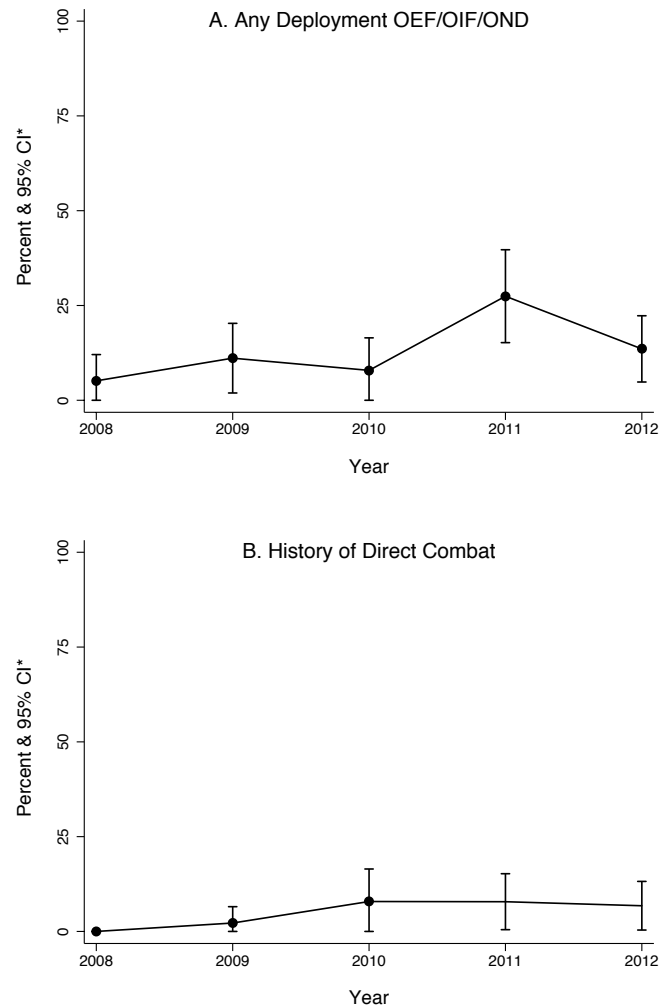 A. Any Deployment OEF/OIF/OND
Percent & 95% CI*
100
75
50
25
0
2008 2009 2010 2011 2012
Year
B. History of Direct Combat
Percent & 95% CI*
100
75
50
25
0
2008 2009 2010 2011 2012
Year